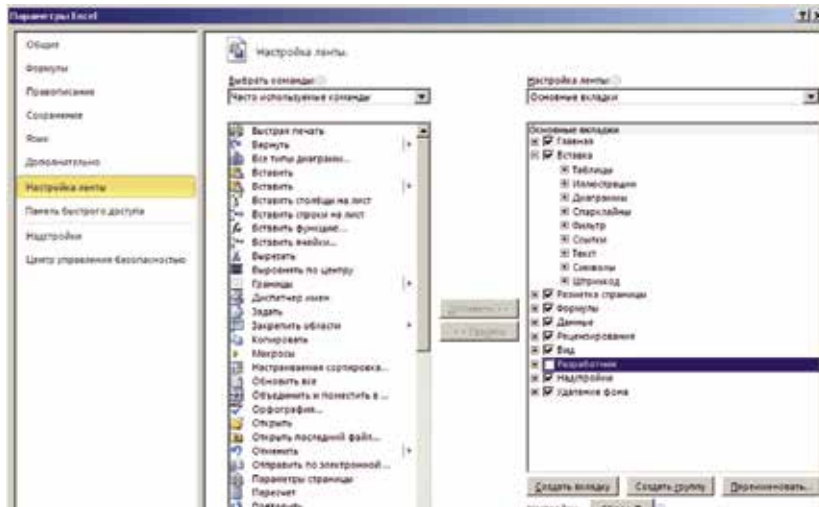 Параметры Excel
Общие
Формулы
Правописание
Сохранение
Язык
Дополнительно
Настройка ленты
Панель быстрого доступа
Надстройки
Центр управления безопасностью
Настройка ленты.
Выбрать команды:
Часто используемые команды
Быстрая печать
Вернуть
Все типы диаграмм...
Вставить
Вставить
Вставить столбцы на лист
Вставить строки на лист
Вставить функцию...
Вставить ячейки...
Вырезать
Выровнять по центру
Границы
Диспетчер имен
Задать
Закрепить области
Копировать
Макросы
Настраиваемая сортировка...
Обновить все
Объединить и поместить в ...
Орфография...
Открыть
Открыть последний файл...
Отменить
Отправить по электронной ...
Параметры страницы
Пересчет
Повторить
Добавить >>
<< Удалить
Настройка ленты:
Основные вкладки
Основные вкладки
Главная
Вставка
Таблицы
Иллюстрации
Диаграммы
Спарклайны
Фильтр
Ссылки
Текст
Символы
Штрихкод
Разметка страницы
Формулы
Данные
Рецензирование
Вид
Разработчик
Надстройки
Удаление фона
Создать вкладку
Создать группу
Переименовать...